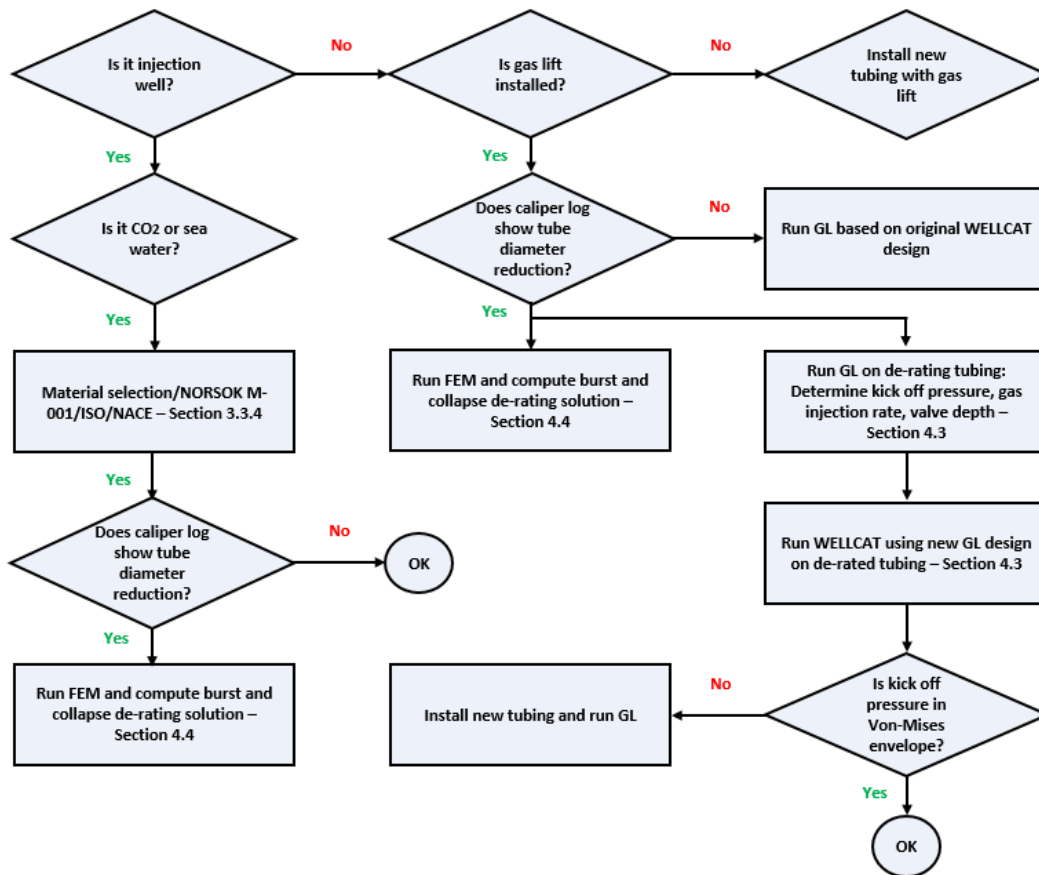 No
No
Is it injection
well?
Is gas lift
installed?
Install new
tubing with gas
lift
Yes
Yes
Is it CO2 or sea
water?
Does caliper log
show tube
diameter
reduction?
No
Run GL based on original WELLCAT
design
Yes
Yes
Material selection/NORSOK M-
001/ISO/NACE – Section 3.3.4
Run FEM and compute burst and
collapse de-rating solution –
Section 4.4
Run GL on de-rating tubing:
Determine kick off pressure, gas
injection rate, valve depth –
Section 4.3
Yes
Does caliper log
show tube
diameter
reduction?
No
OK
Run WELLCAT using new GL design
on de-rated tubing – Section 4.3
Yes
Run FEM and compute burst and
collapse de-rating solution –
Section 4.4
Install new tubing and run GL
No
Is kick off
pressure in
Von-Mises
envelope?
Yes
OK